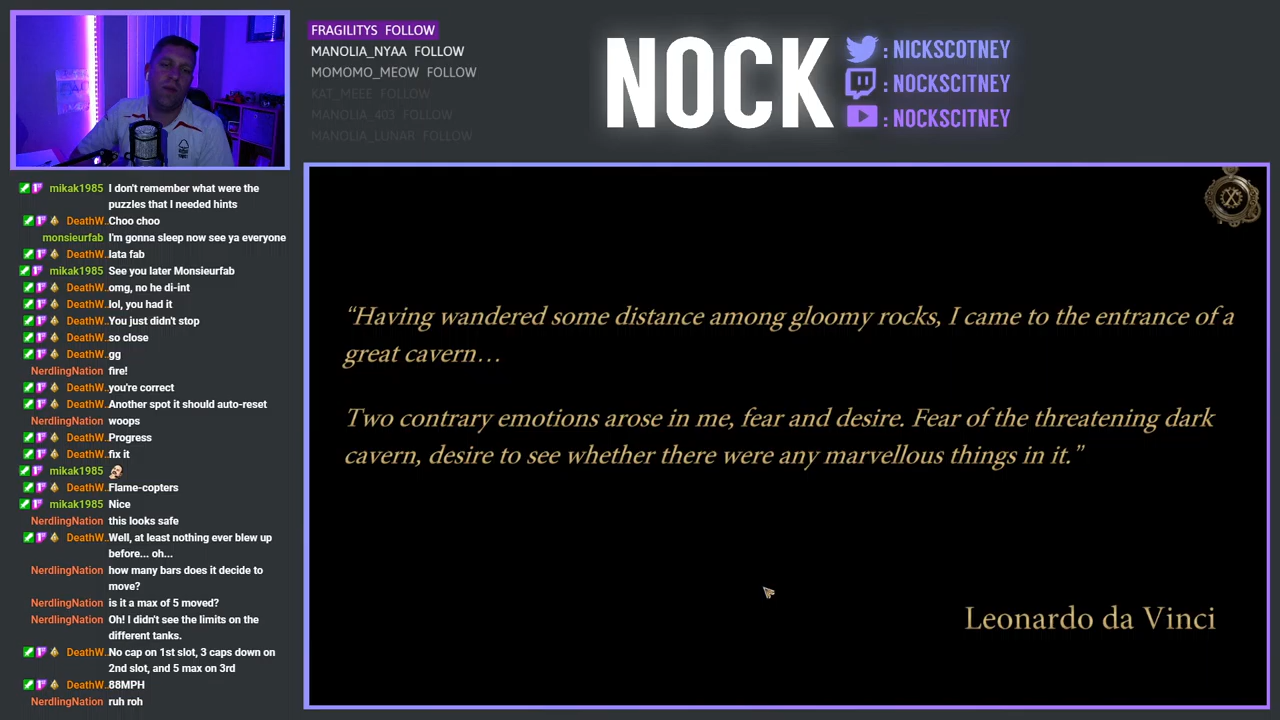 FRAGILITYS FOLLOW
MANOLIA_NYAA FOLLOW
MOMOMO_MEOW FOLLOW
KAT_MEEE FOLLOW
MANOLIA_403 FOLLOW
MANOLIA_LUNAR FOLLOW
NOCK
: NICKSCOTNEY
: NOCKSCITNEY
: NOCKSCITNEY
mikak1985 I don't remember what were the
puzzles that I needed hints
DeathW.. Choo choo
monsieurfab I'm gonna sleep now see ya everyone
DeathW.. lata fab
mikak1985 See you later Monsieurfab
DeathW.. omg, no he di-int
DeathW.. lol, you had it
DeathW.. You just didn't stop
DeathW.. so close
DeathW.. gg
NerdlingNation fire!
DeathW.. you're correct
DeathW.. Another spot it should auto-reset
NerdlingNation woops
DeathW.. Progress
DeathW.. fix it
mikak1985
DeathW.. Flame-copters
mikak1985 Nice
NerdlingNation this looks safe
DeathW.. Well, at least nothing ever blew up
before... oh...
NerdlingNation how many bars does it decide to
move?
NerdlingNation is it a max of 5 moved?
NerdlingNation Oh! I didn't see the limits on the
different tanks.
DeathW.. No cap on 1st slot, 3 caps down on
2nd slot, and 5 max on 3rd
DeathW.. 88MPH
NerdlingNation ruh roh
“Having wandered some distance among gloomy rocks, I came to the entrance of a
great cavern…
Two contrary emotions arose in me, fear and desire. Fear of the threatening dark
cavern, desire to see whether there were any marvellous things in it.”
Leonardo da Vinci